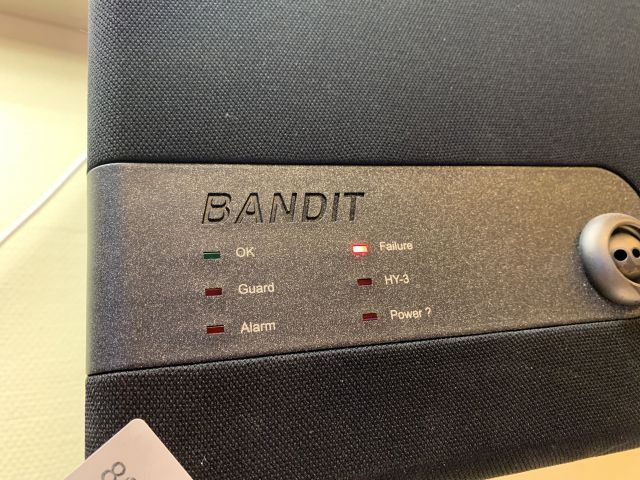 BANDIT
OK
Failure
Guard
HY-3
Alarm
Power ?